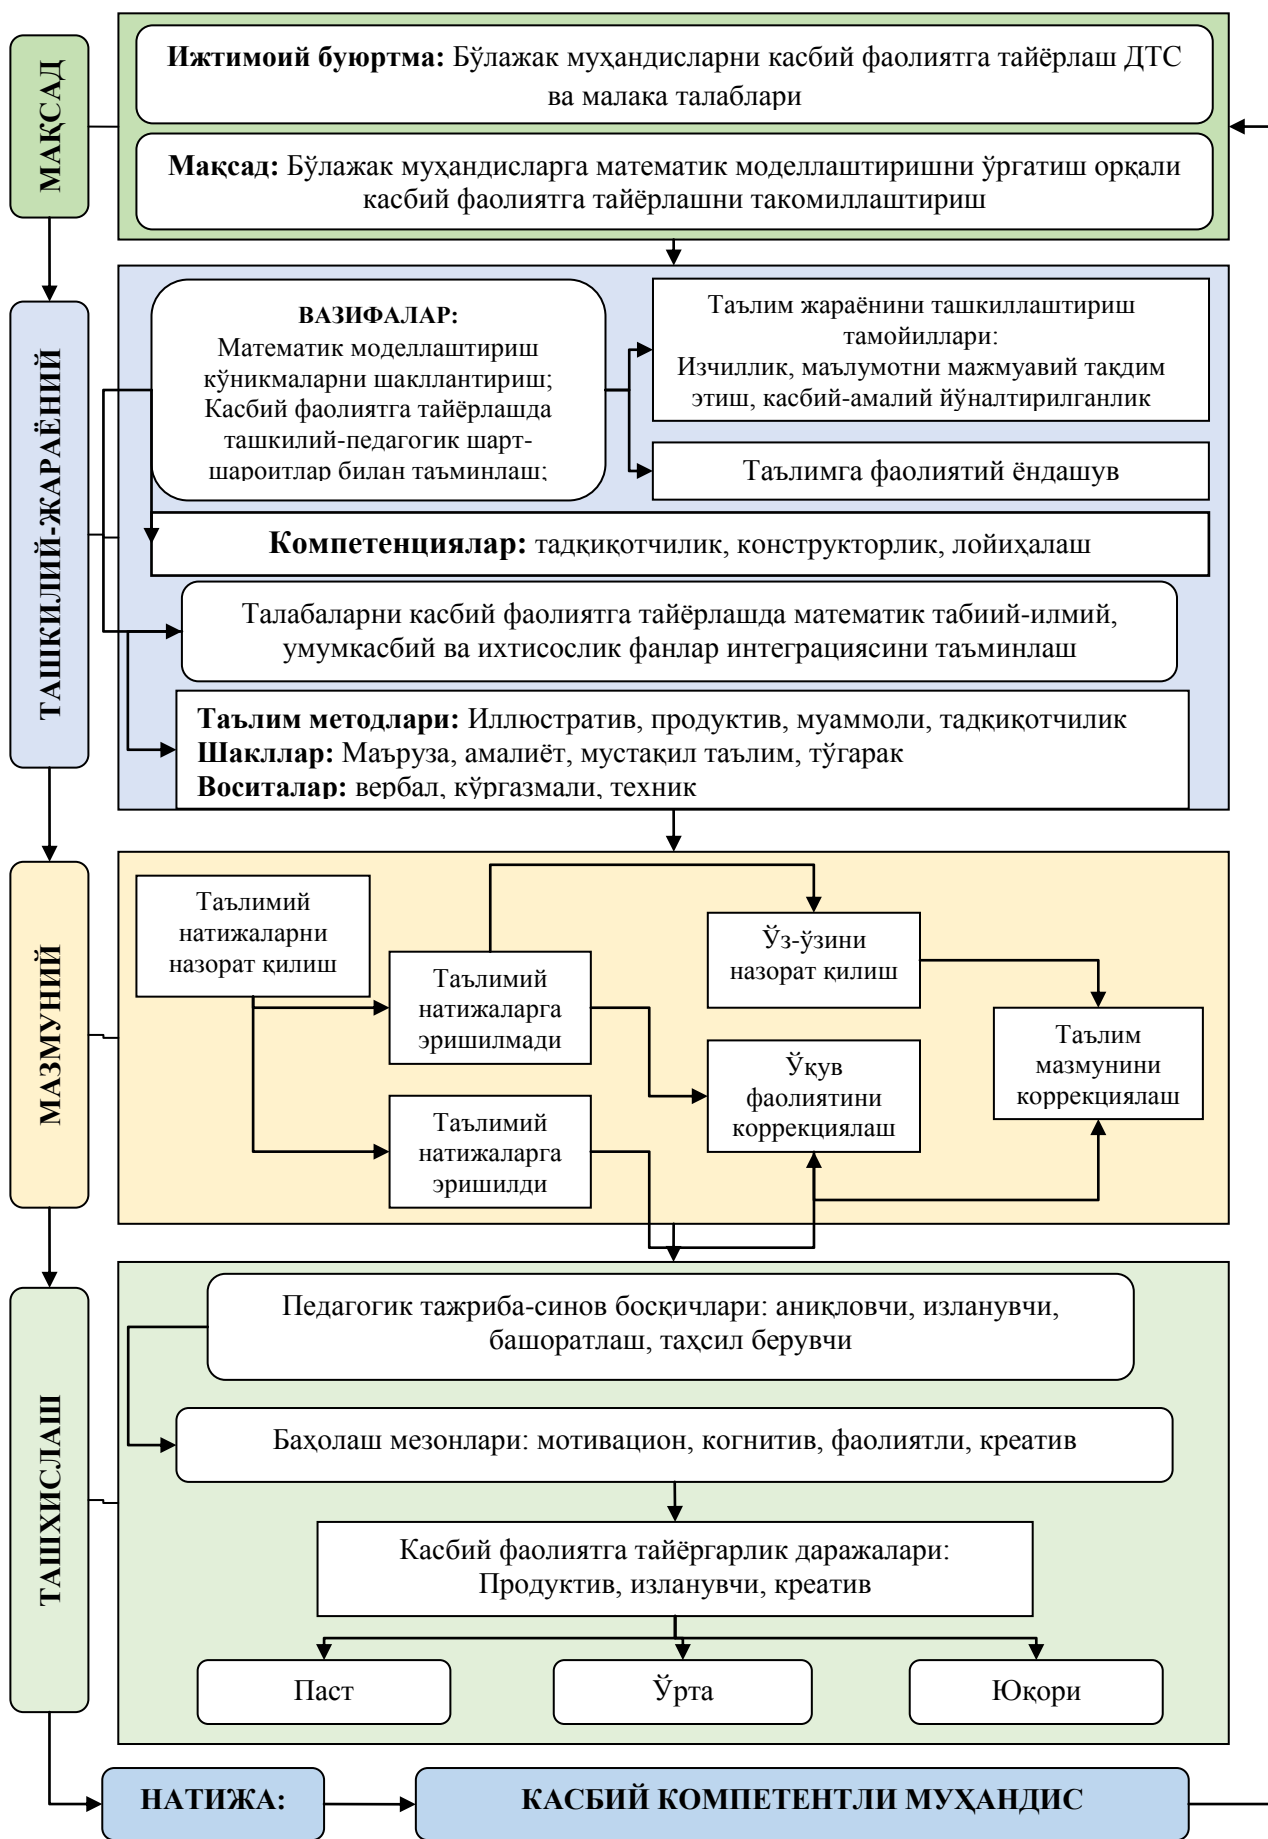 МАҚСАД
Ижтимоий буюртма: Бўлажак муҳандисларни касбий фаолиятга тайёрлаш ДТС
ва малака талаблари
Мақсад: Бўлажак муҳандисларга математик моделлаштиришни ўргатиш орқали
касбий фаолиятга тайёрлашни такомиллаштириш
ТАШКИЛИЙ-ЖАРАЁНИЙ
ВАЗИФАЛАР:
Математик моделлаштириш
кўникмаларни шакллантириш;
Касбий фаолиятга тайёрлашда
ташкилий-педагогик шарт-
шароитлар билан таъминлаш;
Таълим жараёнини ташкиллаштириш
тамойиллари:
Изчиллик, маълумотни мажмуавий тақдим
этиш, касбий-амалий йўналтирилганлик
Таълимга фаолиятий ёндашув
Компетенциялар: тадқиқотчилик, конструкторлик, лойиҳалаш
Талабаларни касбий фаолиятга тайёрлашда математик табиий-илмий,
умумкасбий ва ихтисослик фанлар интеграциясини таъминлаш
Таълим методлари: Иллюстратив, продуктив, муаммоли, тадқиқотчилик
Шакллар: Маъруза, амалиёт, мустақил таълим, тўгарак
Воситалар: вербал, кўргазмали, техник
МАЗМУНИЙ
Таълимий
натижаларни
назорат қилиш
Таълимий
натижаларга
эришилмади
Таълимий
натижаларга
эришилди
Ўз-ўзини
назорат қилиш
Ўқув
фаолиятини
коррекциялаш
Таълим
мазмунини
коррекциялаш
ТАШХИСЛАШ
Педагогик тажриба-синов босқичлари: аниқловчи, изланувчи,
башоратлаш, таҳсил берувчи
Баҳолаш мезонлари: мотивацион, когнитив, фаолиятли, креатив
Касбий фаолиятга тайёргарлик даражалари:
Продуктив, изланувчи, креатив
Паст
Ўрта
Юқори
НАТИЖА:
КАСБИЙ КОМПЕТЕНТЛИ МУҲАНДИС